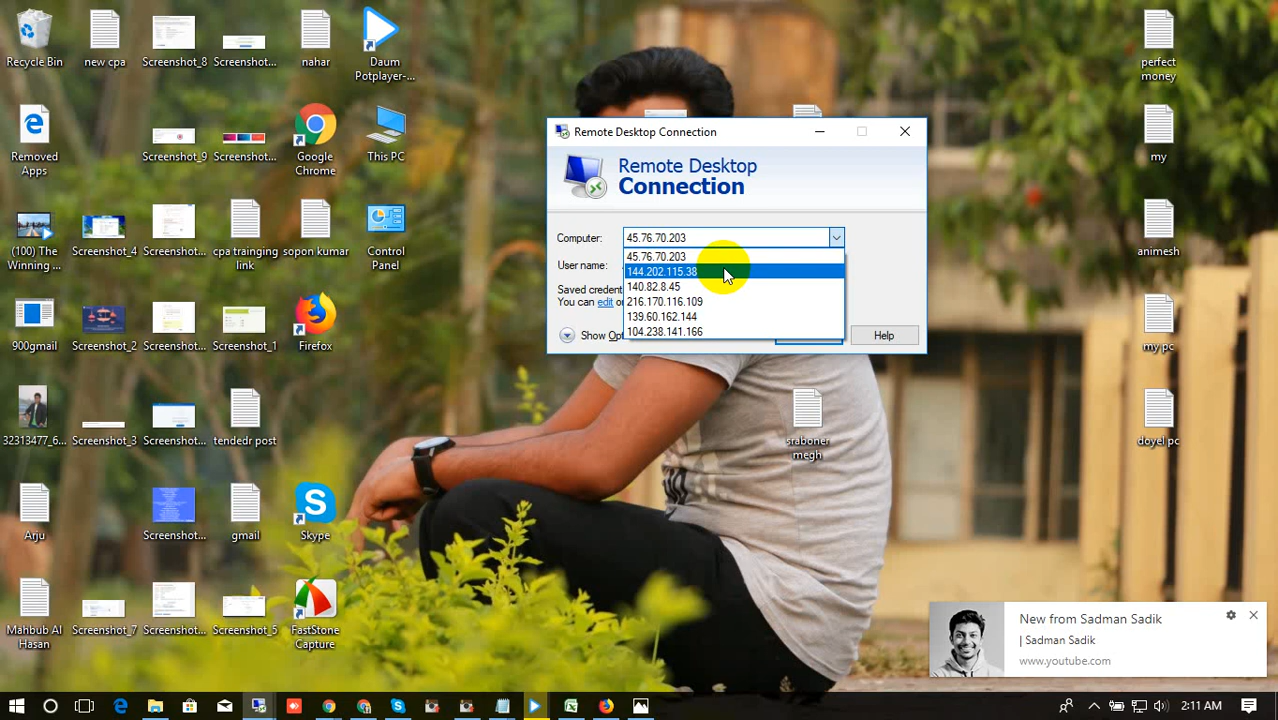 Recycle Bin
new cpa
Screenshot_8
Screenshot...
nahar
Daum
Potplayer-...
perfect
money
Removed
Apps
Screenshot_9
Screenshot...
Google
Chrome
This PC
my
(100) The
Winning ...
Screenshot_4
Screenshot...
cpa trainging
link
sopon kumar
Control
Panel
animesh
900gmail
Screenshot_2
Screenshot_1
Firefox
my pc
32313477_6...
Screenshot_3
Screenshot...
tendedr post
sraboner
megh
doyel pc
Arju
Screenshot...
gmail
Skype
Mahbub Al
Hasan
Screenshot_7
Screenshot...
Screenshot_5
FastStone
Capture
Remote Desktop Connection
Remote Desktop
Connection
Computer:
45.76.70.203
45.76.70.203
User name:
144.202.115.38
140.82.8.45
Saved credent
You can edit o
216.170.116.109
139.60.162.144
104.238.141.166
Show Op
Help
New from Sadman Sadik
| Sadman Sadik
www.youtube.com
2:11 AM